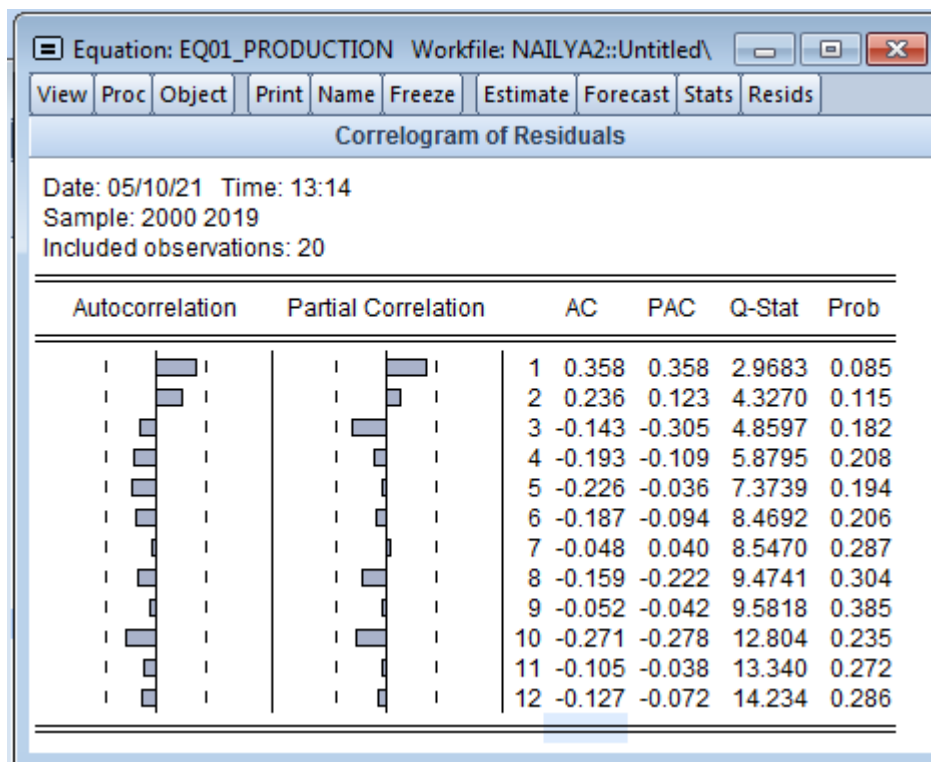 Equation: EQ01_PRODUCTION Workfile: NAILYA2::Untitled\
View Proc Object Print Name Freeze Estimate Forecast Stats Resids
Correlogram of Residuals
Date: 05/10/21 Time: 13:14
Sample: 2000 2019
Included observations: 20
Autocorrelation Partial Correlation AC PAC Q-Stat Prob
1 0.358 0.358 2.9683 0.085
2 0.236 0.123 4.3270 0.115
3 -0.143 -0.305 4.8597 0.182
4 -0.193 -0.109 5.8795 0.208
5 -0.226 -0.036 7.3739 0.194
6 -0.187 -0.094 8.4692 0.206
7 -0.048 0.040 8.5470 0.287
8 -0.159 -0.222 9.4741 0.304
9 -0.052 -0.042 9.5818 0.385
10 -0.271 -0.278 12.804 0.235
11 -0.105 -0.038 13.340 0.272
12 -0.127 -0.072 14.234 0.286